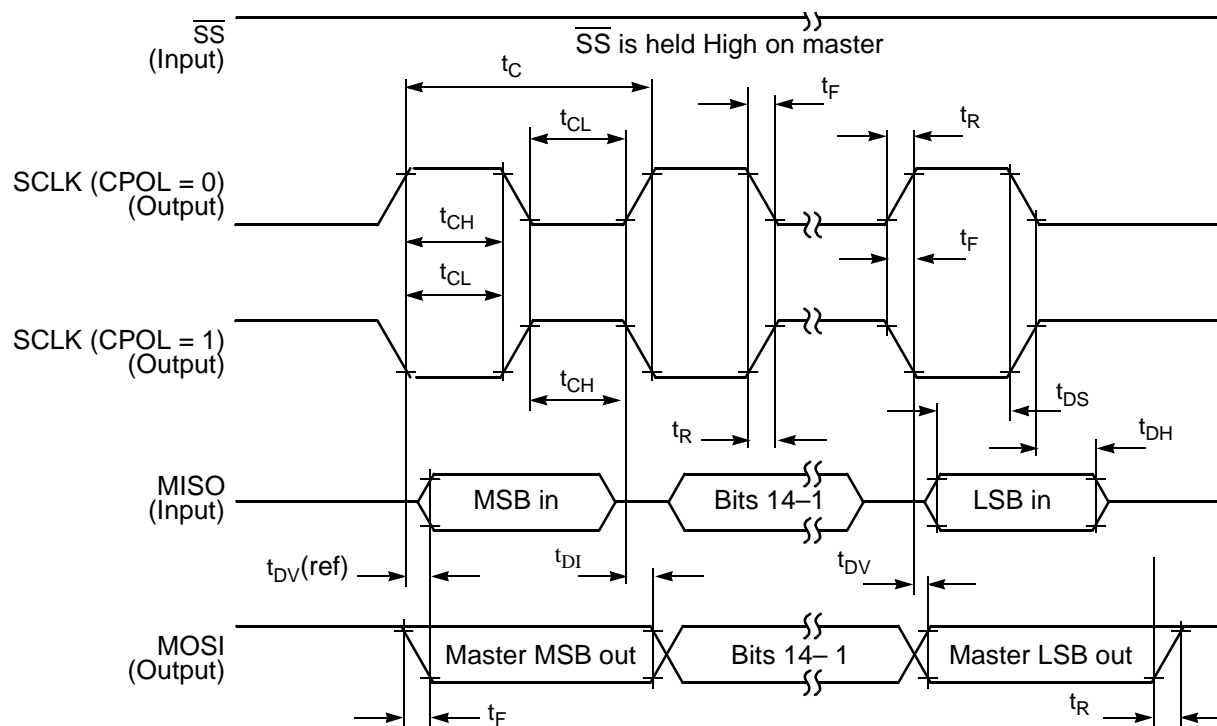 SS
(Input)
SS is held High on master
tC
tF
tCL
tR
SCLK (CPOL = 0)
(Output)
tCH
tF
tCL
SCLK (CPOL = 1)
(Output)
tCH
tDS
tR
tDH
MISO
(Input)
MSB in
Bits 14–1
LSB in
tDV(ref)
tDI
tDV
MOSI
(Output)
Master MSB out
Bits 14– 1
Master LSB out
tF
tR